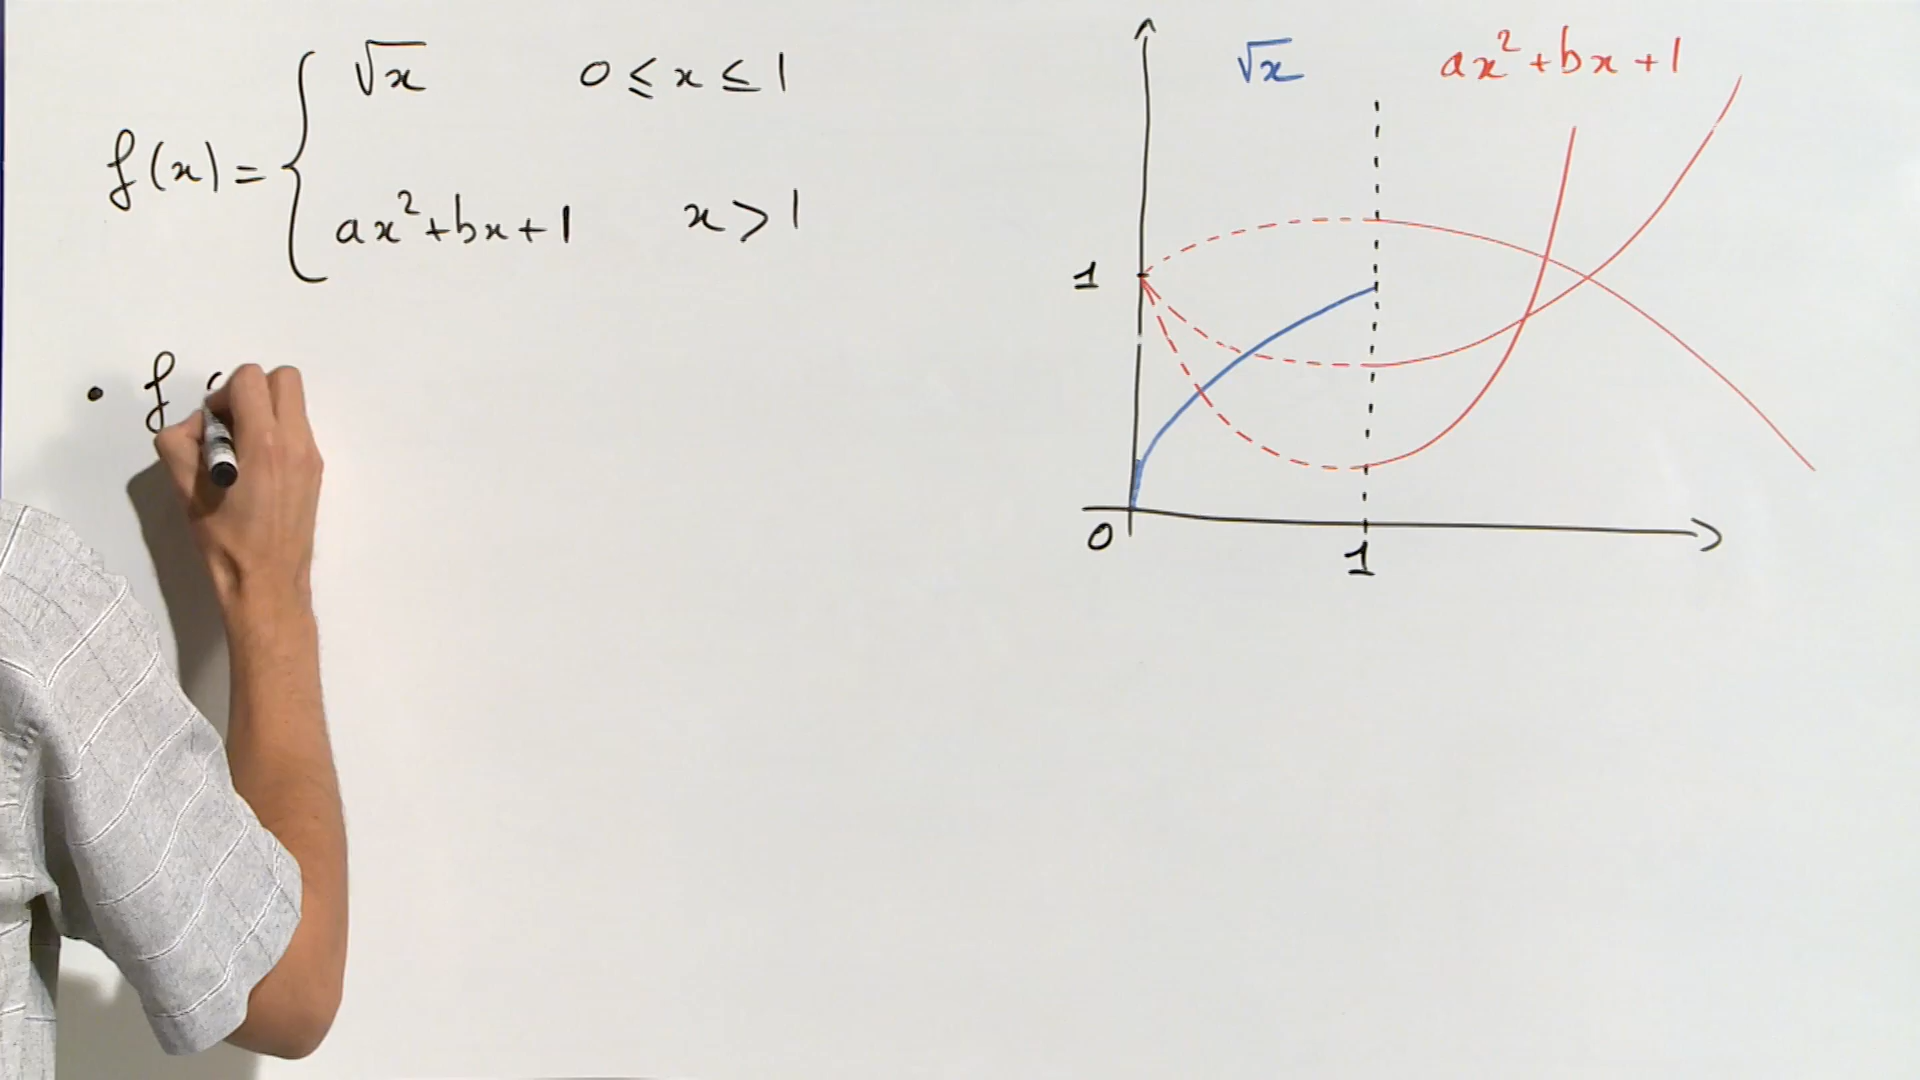 f(x) = { √x 0 ≤ x ≤ 1
ax²+bx+1 x > 1
• f (
√x ax²+bx+1
1
0
1